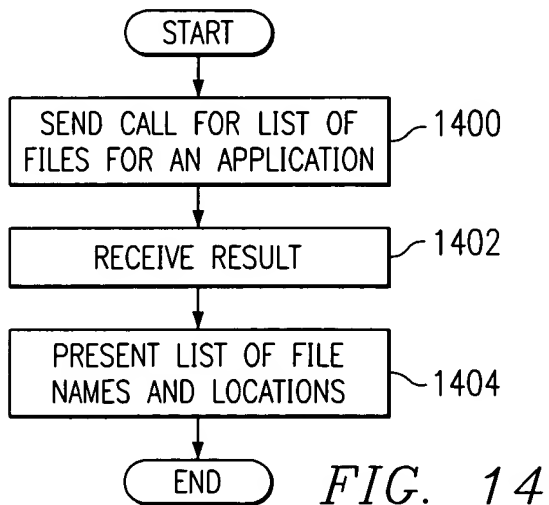 START
SEND CALL FOR LIST OF
FILES FOR AN APPLICATION
1400
RECEIVE RESULT
1402
PRESENT LIST OF FILE
NAMES AND LOCATIONS
1404
END
FIG. 14